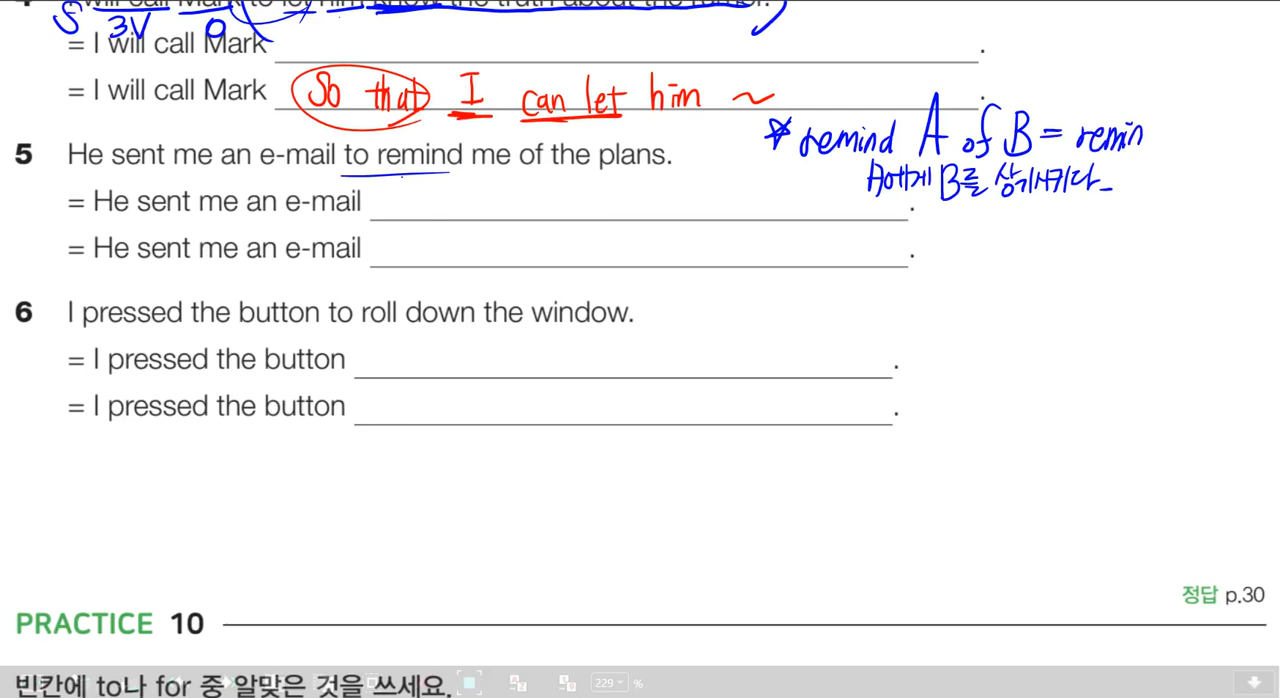 S 3V O
= I will call Mark .
= I will call Mark So that I can let him ~ .
* remind A of B = remin
A에게 B를 상기시키다
5 He sent me an e-mail to remind me of the plans.
= He sent me an e-mail .
= He sent me an e-mail .
6 I pressed the button to roll down the window.
= I pressed the button .
= I pressed the button .
정답 p.30
PRACTICE 10
빈칸에 to나 for 중 알맞은 것을 쓰세요.
229 %